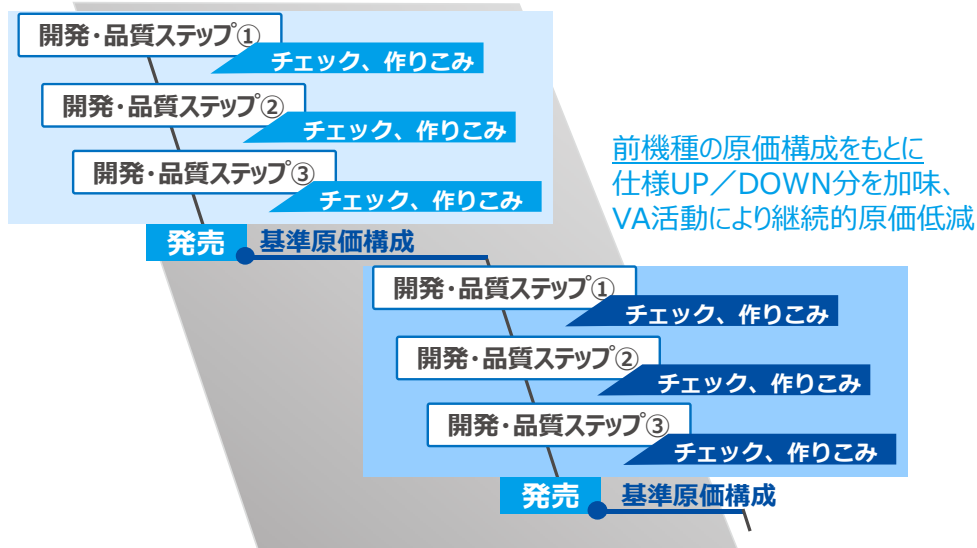 開発・品質ステップ①
チェック、作りこみ
開発・品質ステップ②
チェック、作りこみ
開発・品質ステップ③
チェック、作りこみ
発売 基準原価構成
前機種の原価構成をもとに
仕様UP／DOWN分を加味、
VA活動により継続的原価低減
開発・品質ステップ①
チェック、作りこみ
開発・品質ステップ②
チェック、作りこみ
開発・品質ステップ③
チェック、作りこみ
発売 基準原価構成